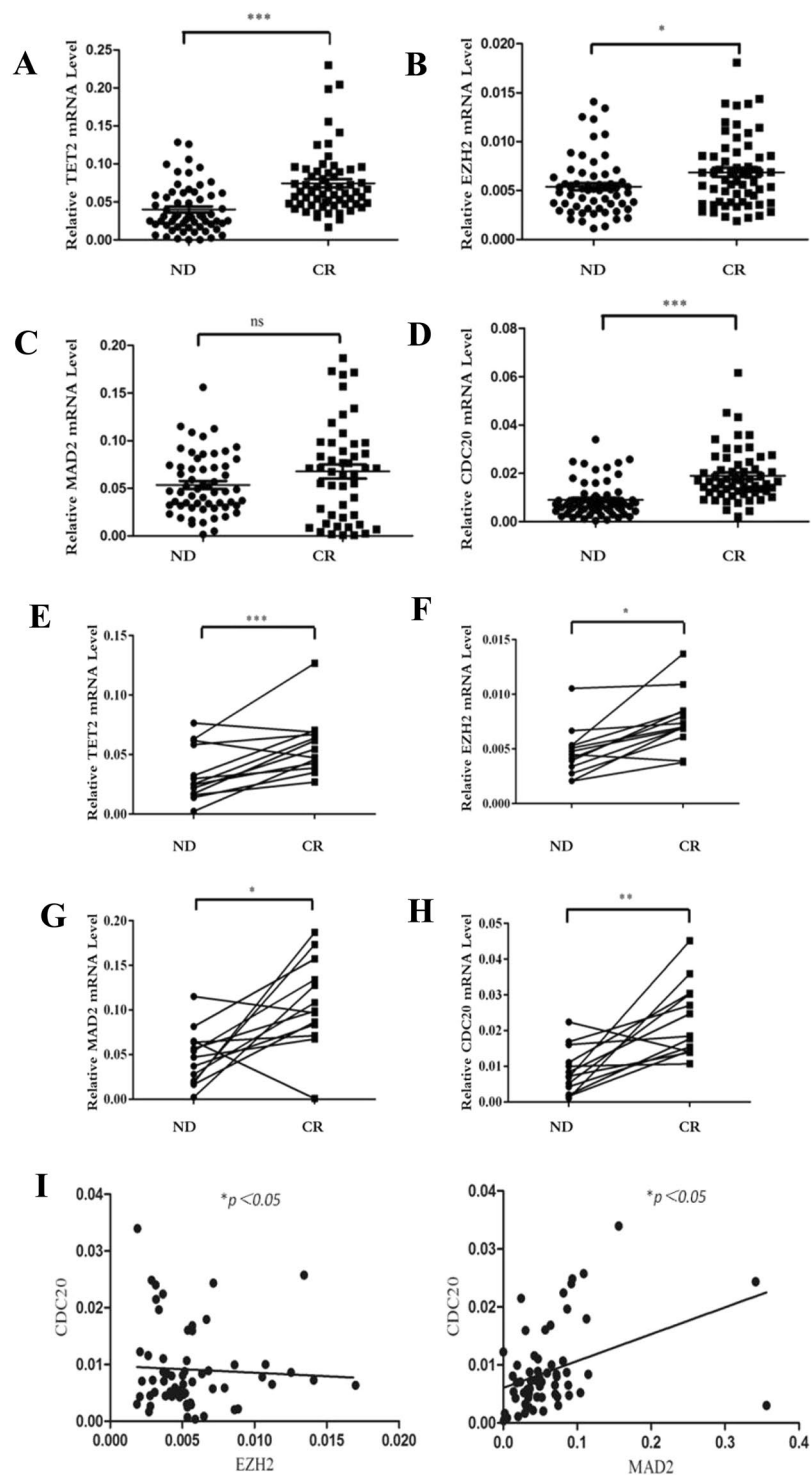 A
Relative TET2 mRNA Level
***
0.25
0.20
0.15
0.10
0.05
0.00
ND
CR
B
Relative EZH2 mRNA Level
*
0.020
0.015
0.010
0.005
0.000
ND
CR
C
Relative MAD2 mRNA Level
ns
0.20
0.15
0.10
0.05
0.00
ND
CR
D
Relative CDC20 mRNA Level
***
0.08
0.06
0.04
0.02
0.00
ND
CR
E
Relative TET2 mRNA Level
***
0.15
0.10
0.05
0.00
ND
CR
F
Relative EZH2 mRNA Level
*
0.015
0.010
0.005
0.000
ND
CR
G
Relative MAD2 mRNA Level
*
0.20
0.15
0.10
0.05
0.00
ND
CR
H
Relative CDC20 mRNA Level
**
0.05
0.04
0.03
0.02
0.01
0.00
ND
CR
I
CDC20
*p<0.05
0.04
0.03
0.02
0.01
0.00
0.000
0.005
0.010
0.015
0.020
EZH2
CDC20
*p<0.05
0.04
0.03
0.02
0.01
0.00
0.0
0.1
0.2
0.3
0.4
MAD2